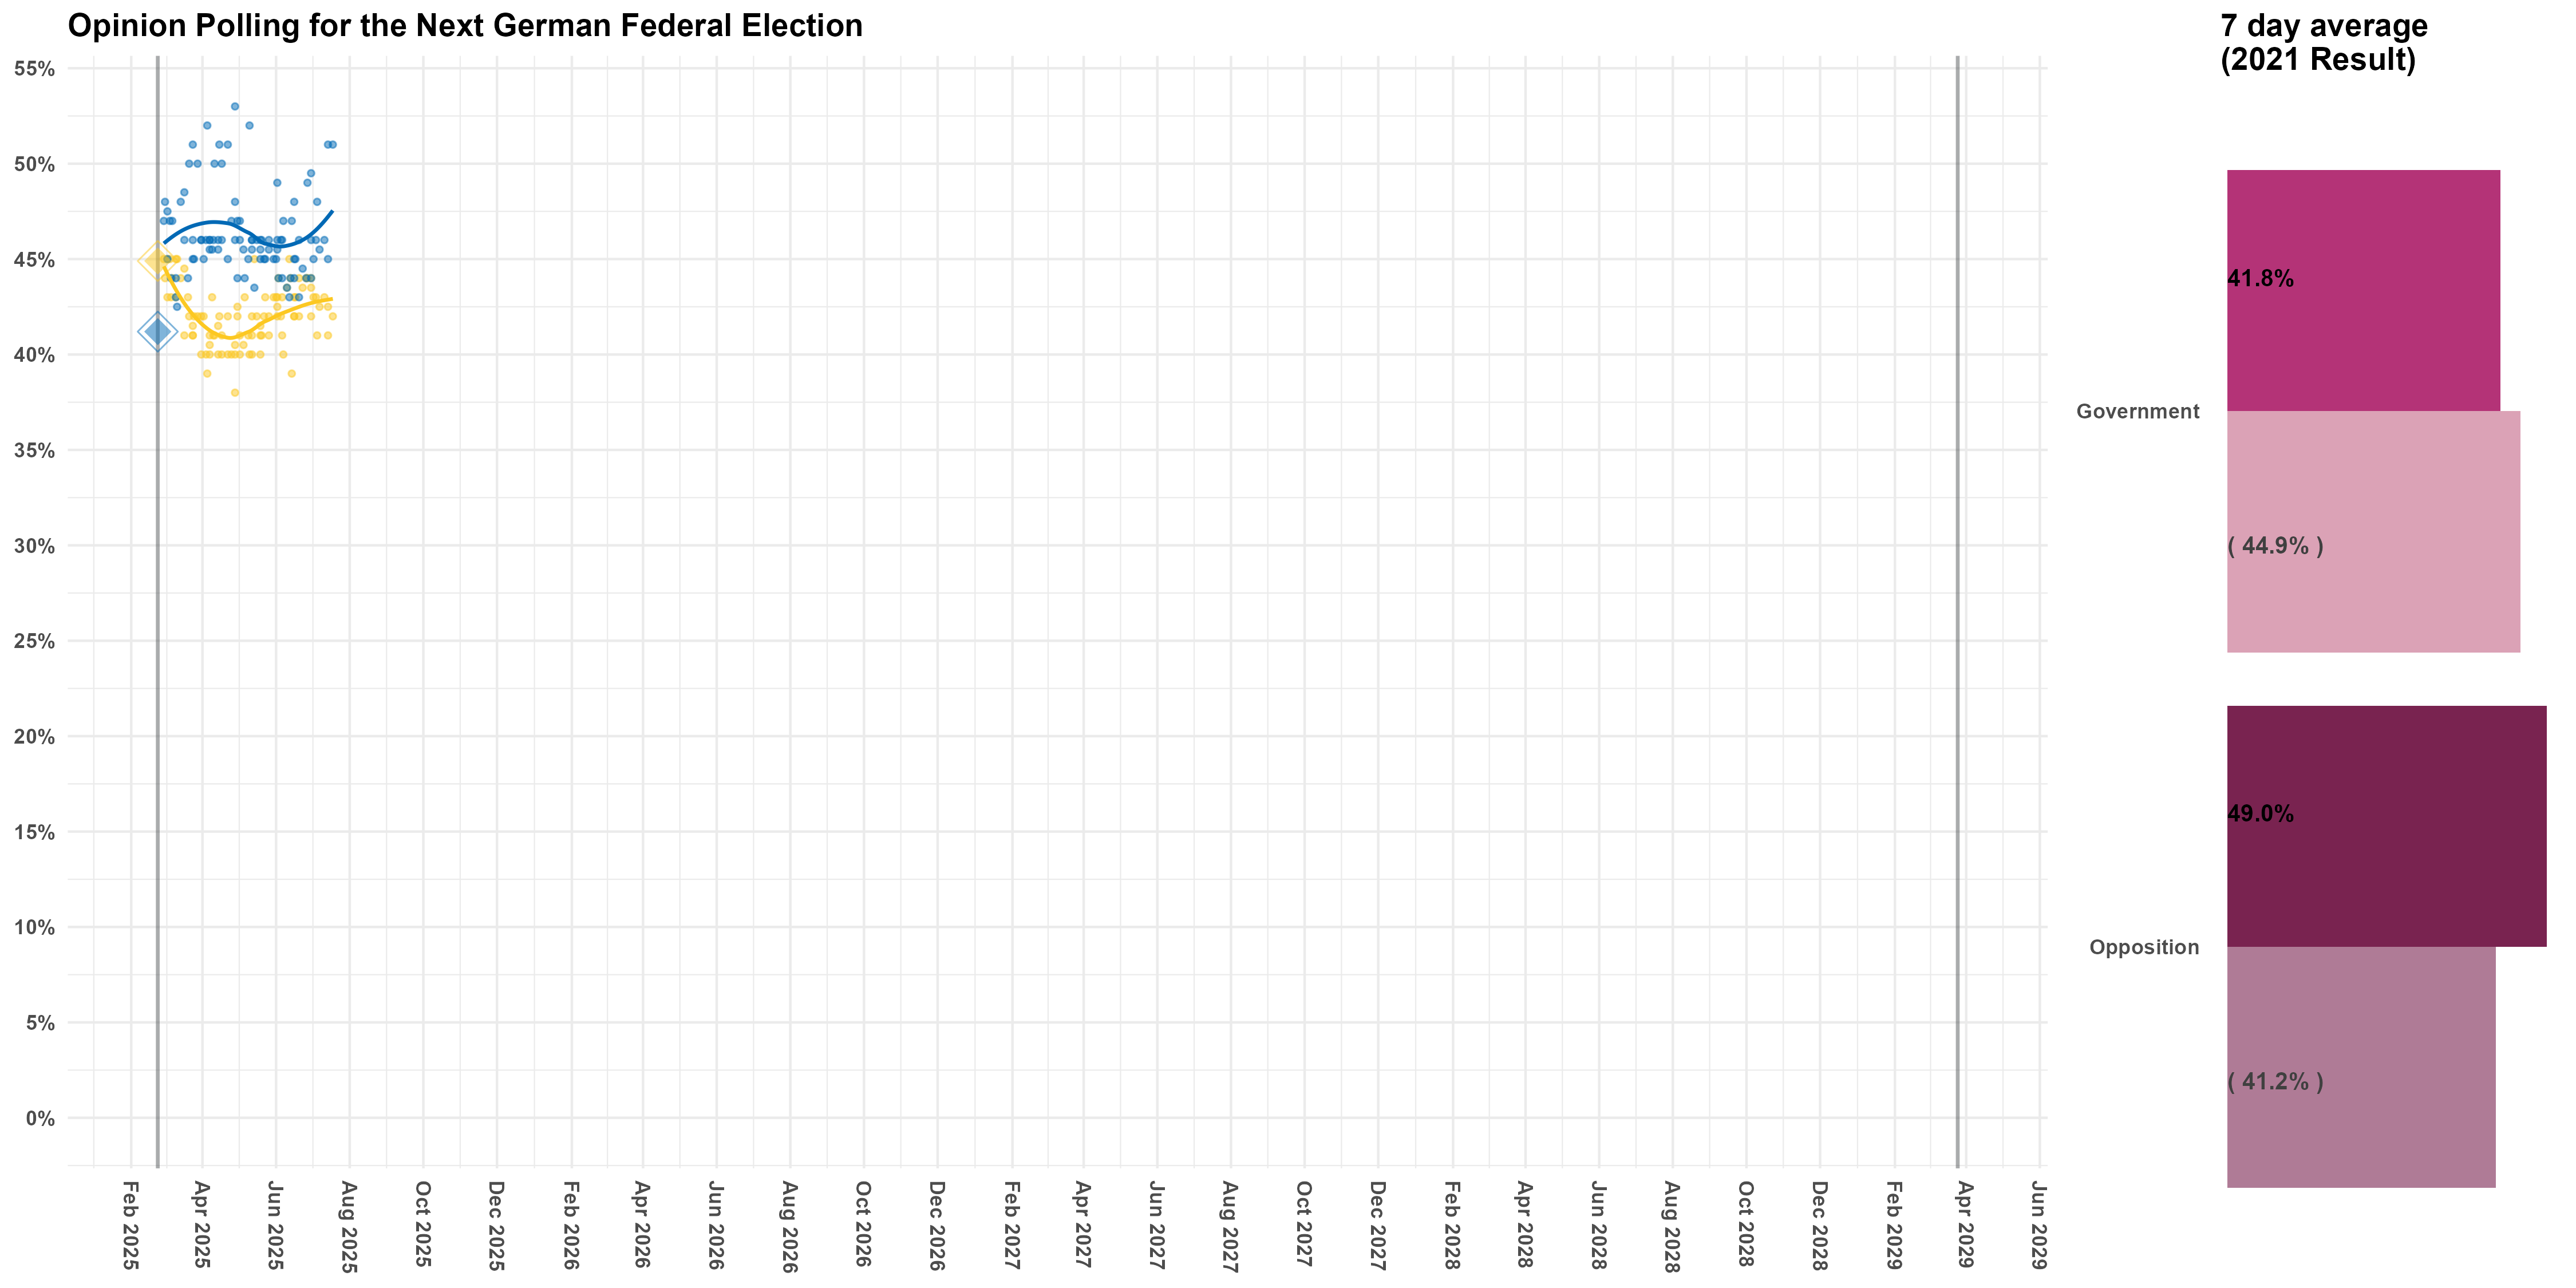 Opinion Polling for the Next German Federal Election
7 day average
(2021 Result)
55%
50%
45%
40%
35%
30%
25%
20%
15%
10%
5%
0%
Feb 2025
Apr 2025
Jun 2025
Aug 2025
Oct 2025
Dec 2025
Feb 2026
Apr 2026
Jun 2026
Aug 2026
Oct 2026
Dec 2026
Feb 2027
Apr 2027
Jun 2027
Aug 2027
Oct 2027
Dec 2027
Feb 2028
Apr 2028
Jun 2028
Aug 2028
Oct 2028
Dec 2028
Feb 2029
Apr 2029
Jun 2029
41.8%
Government
( 44.9% )
49.0%
Opposition
( 41.2% )